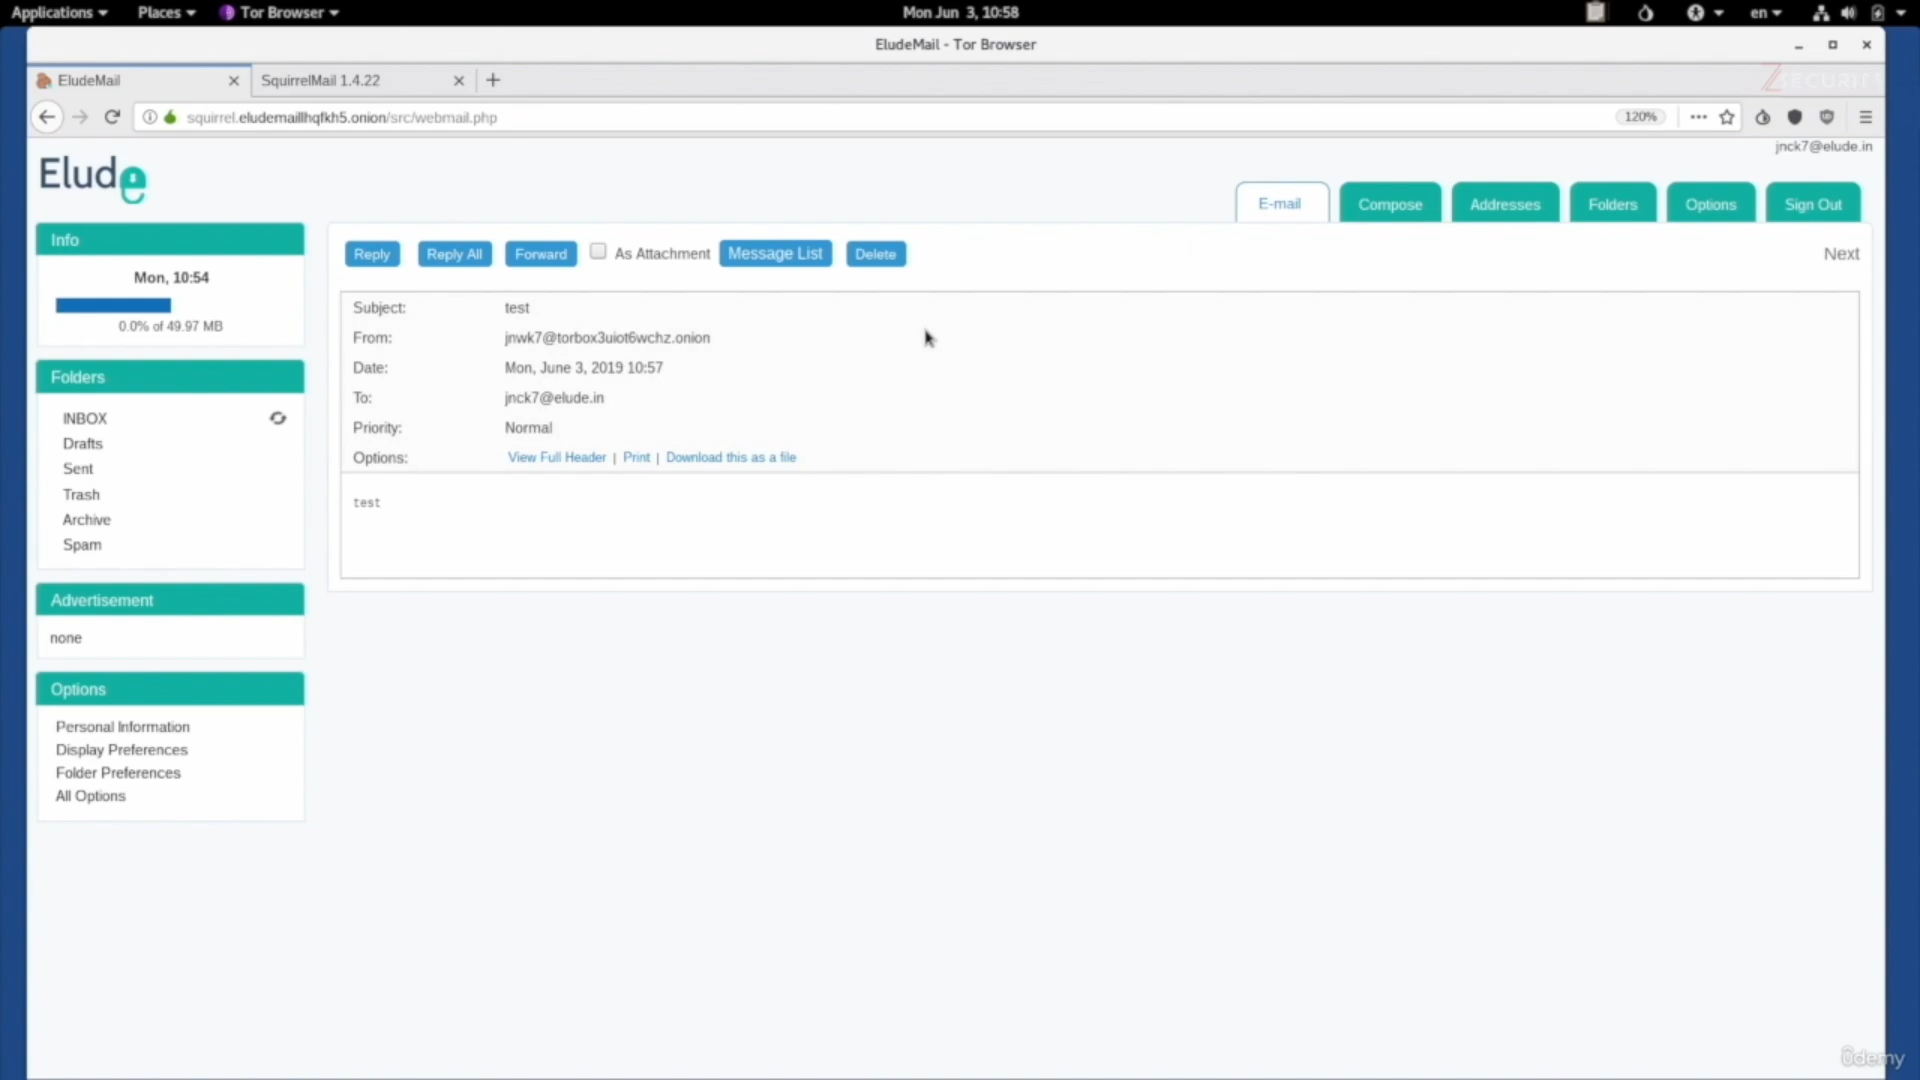 Applications Places Tor Browser Mon Jun 3, 10:58 en
EludeMail - Tor Browser
EludeMail SquirrelMail 1.4.22
ZSECURITY
squirrel.eludemaillhqfkh5.onion/src/webmail.php 120%
jnck7@elude.in
Elude
E-mail Compose Addresses Folders Options Sign Out
Info
Mon, 10:54
0.0% of 49.97 MB
Folders
INBOX
Drafts
Sent
Trash
Archive
Spam
Advertisement
none
Options
Personal Information
Display Preferences
Folder Preferences
All Options
Reply Reply All Forward As Attachment Message List Delete Next
Subject: test
From: jnwk7@torbox3uiot6wchz.onion
Date: Mon, June 3, 2019 10:57
To: jnck7@elude.in
Priority: Normal
Options: View Full Header | Print | Download this as a file
test
Udemy